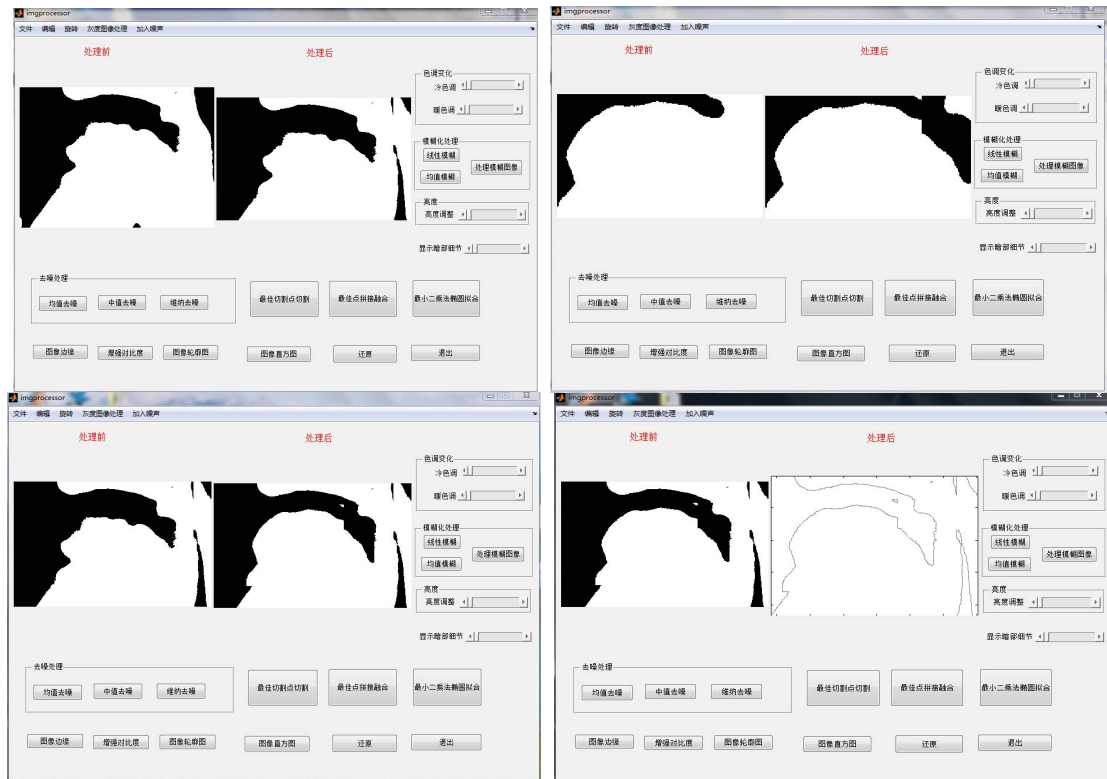 imgprocessor
文件 编辑 旋转 灰度图像处理 加入噪声
处理前 处理后
色调变化
冷色调
暖色调
模糊化处理
线性模糊
均值模糊
处理模糊图像
亮度
亮度调整
显示暗部细节
去噪处理
均值去噪 中值去噪 维纳去噪
最佳切割点切割 最佳点拼接融合 最小二乘法椭圆拟合
图像边缘 增强对比度 图像轮廓图 图像直方图 还原 退出
imgprocessor
文件 编辑 旋转 灰度图像处理 加入噪声
处理前 处理后
色调变化
冷色调
暖色调
模糊化处理
线性模糊
均值模糊
处理模糊图像
亮度
亮度调整
显示暗部细节
去噪处理
均值去噪 中值去噪 维纳去噪
最佳切割点切割 最佳点拼接融合 最小二乘法椭圆拟合
图像边缘 增强对比度 图像轮廓图 图像直方图 还原 退出
imgprocessor
文件 编辑 旋转 灰度图像处理 加入噪声
处理前 处理后
色调变化
冷色调
暖色调
模糊化处理
线性模糊
均值模糊
处理模糊图像
亮度
亮度调整
显示暗部细节
去噪处理
均值去噪 中值去噪 维纳去噪
最佳切割点切割 最佳点拼接融合 最小二乘法椭圆拟合
图像边缘 增强对比度 图像轮廓图 图像直方图 还原 退出
imgprocessor
文件 编辑 旋转 灰度图像处理 加入噪声
处理前 处理后
色调变化
冷色调
暖色调
模糊化处理
线性模糊
均值模糊
处理模糊图像
亮度
亮度调整
显示暗部细节
去噪处理
均值去噪 中值去噪 维纳去噪
最佳切割点切割 最佳点拼接融合 最小二乘法椭圆拟合
图像边缘 增强对比度 图像轮廓图 图像直方图 还原 退出